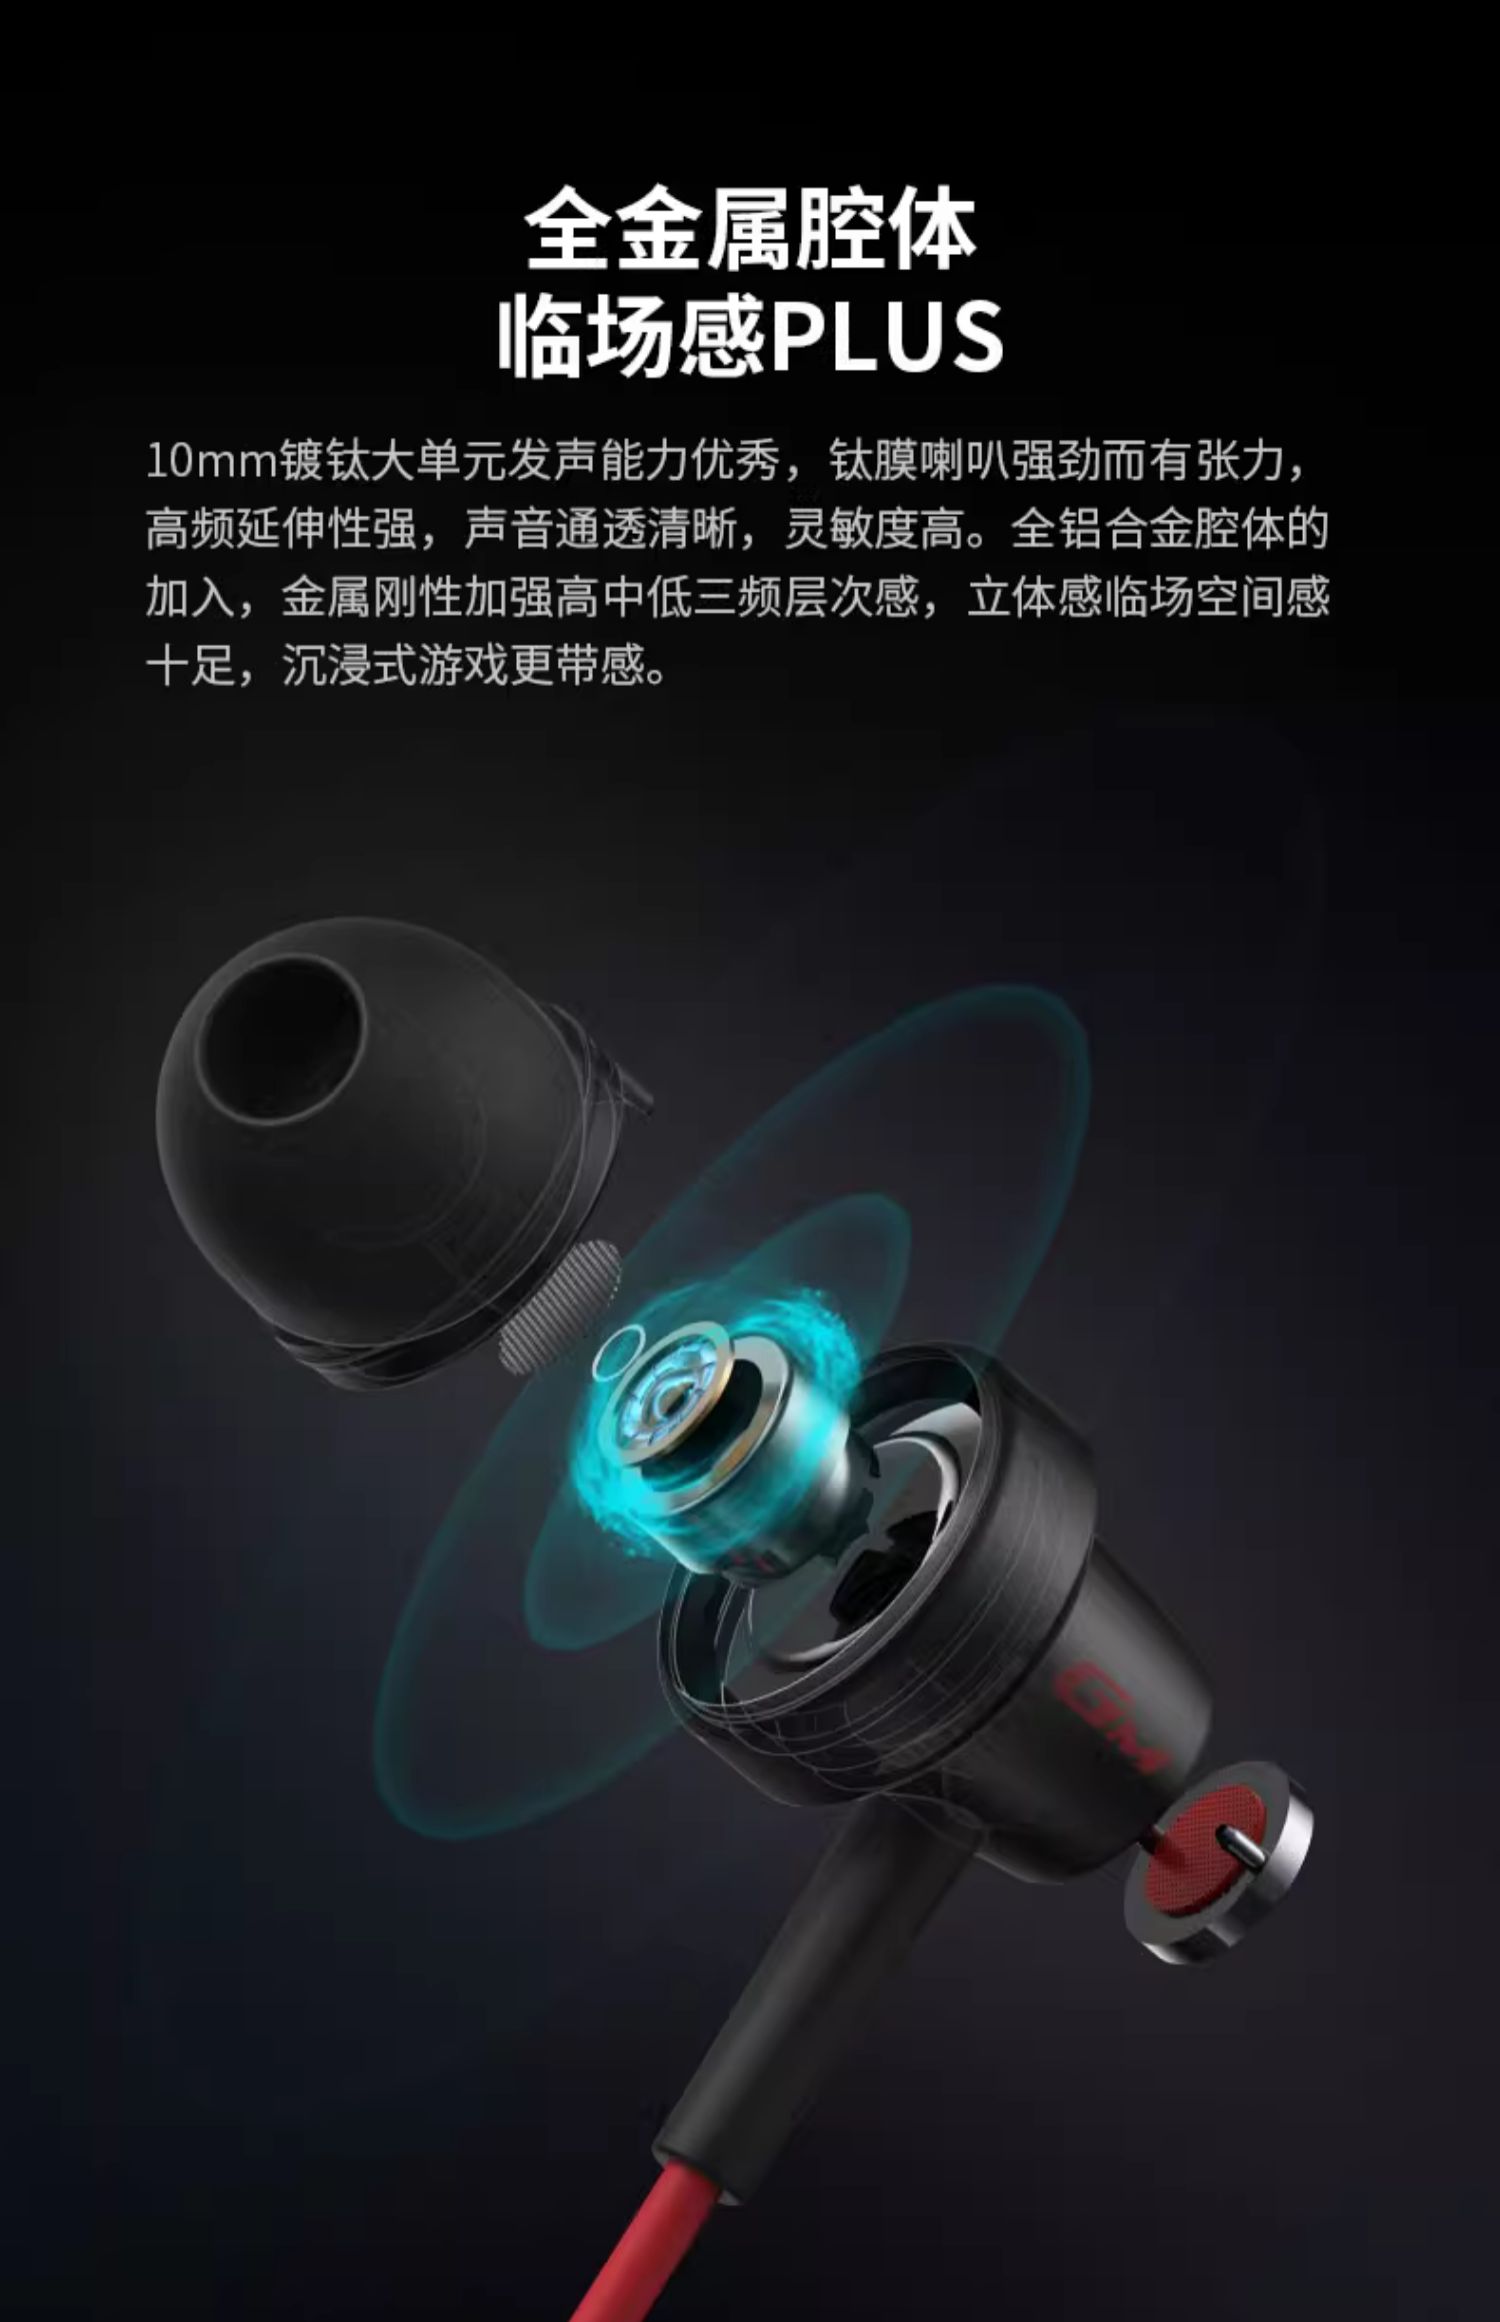 全金属腔体
临场感PLUS
10mm镀钛大单元发声能力优秀，钛膜喇叭强劲而有张力，
高频延伸性强，声音通透清晰，灵敏度高。全铝合金腔体的
加入，金属刚性加强高中低三频层次感，立体感临场空间感
十足，沉浸式游戏更带感。
GM